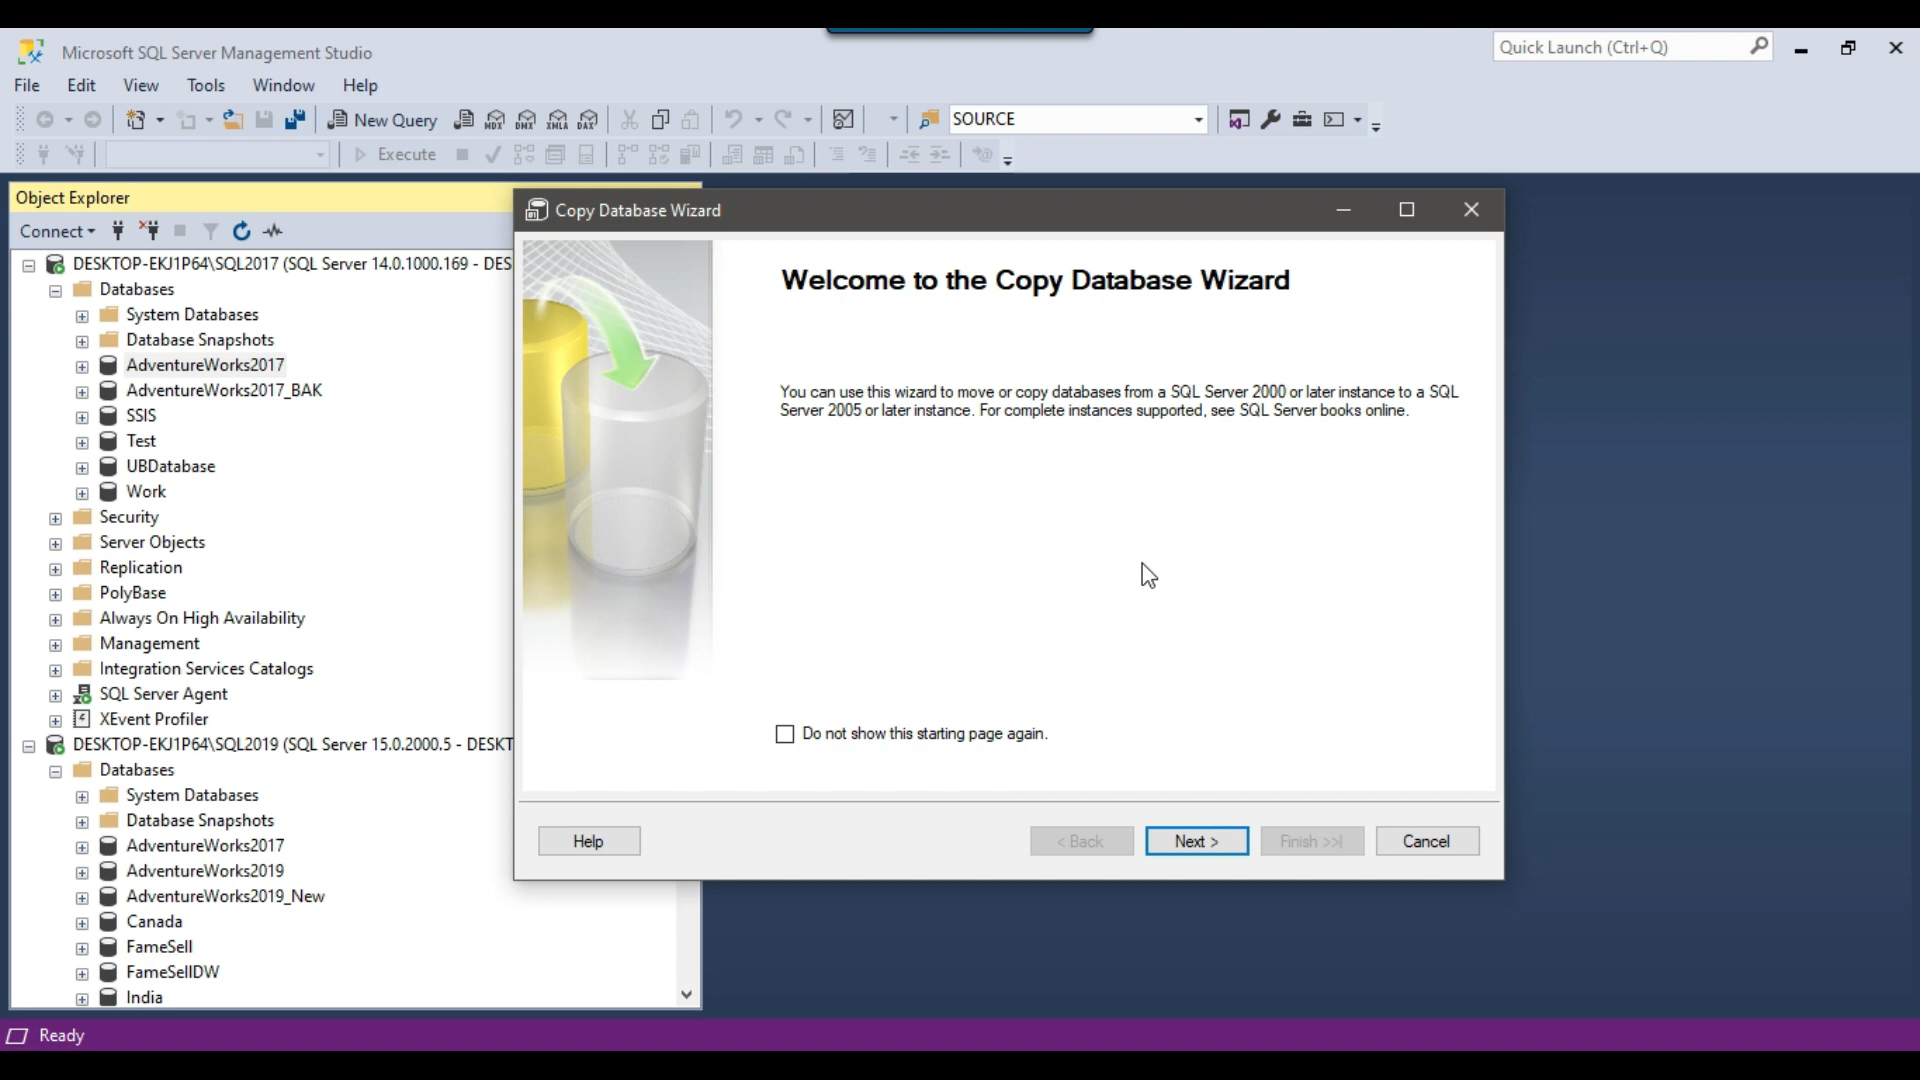 Microsoft SQL Server Management Studio
Quick Launch (Ctrl+Q)
File Edit View Tools Window Help
New Query MDX DMX XMLA DAX SOURCE
Execute
Object Explorer
Connect
DESKTOP-EKJ1P64\SQL2017 (SQL Server 14.0.1000.169 - DES
Databases
System Databases
Database Snapshots
AdventureWorks2017
AdventureWorks2017_BAK
SSIS
Test
UBDatabase
Work
Security
Server Objects
Replication
PolyBase
Always On High Availability
Management
Integration Services Catalogs
SQL Server Agent
XEvent Profiler
DESKTOP-EKJ1P64\SQL2019 (SQL Server 15.0.2000.5 - DESKT
Databases
System Databases
Database Snapshots
AdventureWorks2017
AdventureWorks2019
AdventureWorks2019_New
Canada
FameSell
FameSellDW
India
Copy Database Wizard
Welcome to the Copy Database Wizard
You can use this wizard to move or copy databases from a SQL Server 2000 or later instance to a SQL
Server 2005 or later instance. For complete instances supported, see SQL Server books online.
Do not show this starting page again.
Help < Back Next > Finish >>| Cancel
Ready